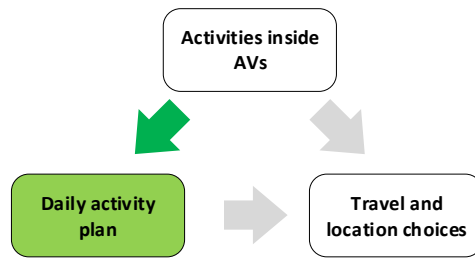 Activities inside
AVs
Daily activity
plan
Travel and
location choices